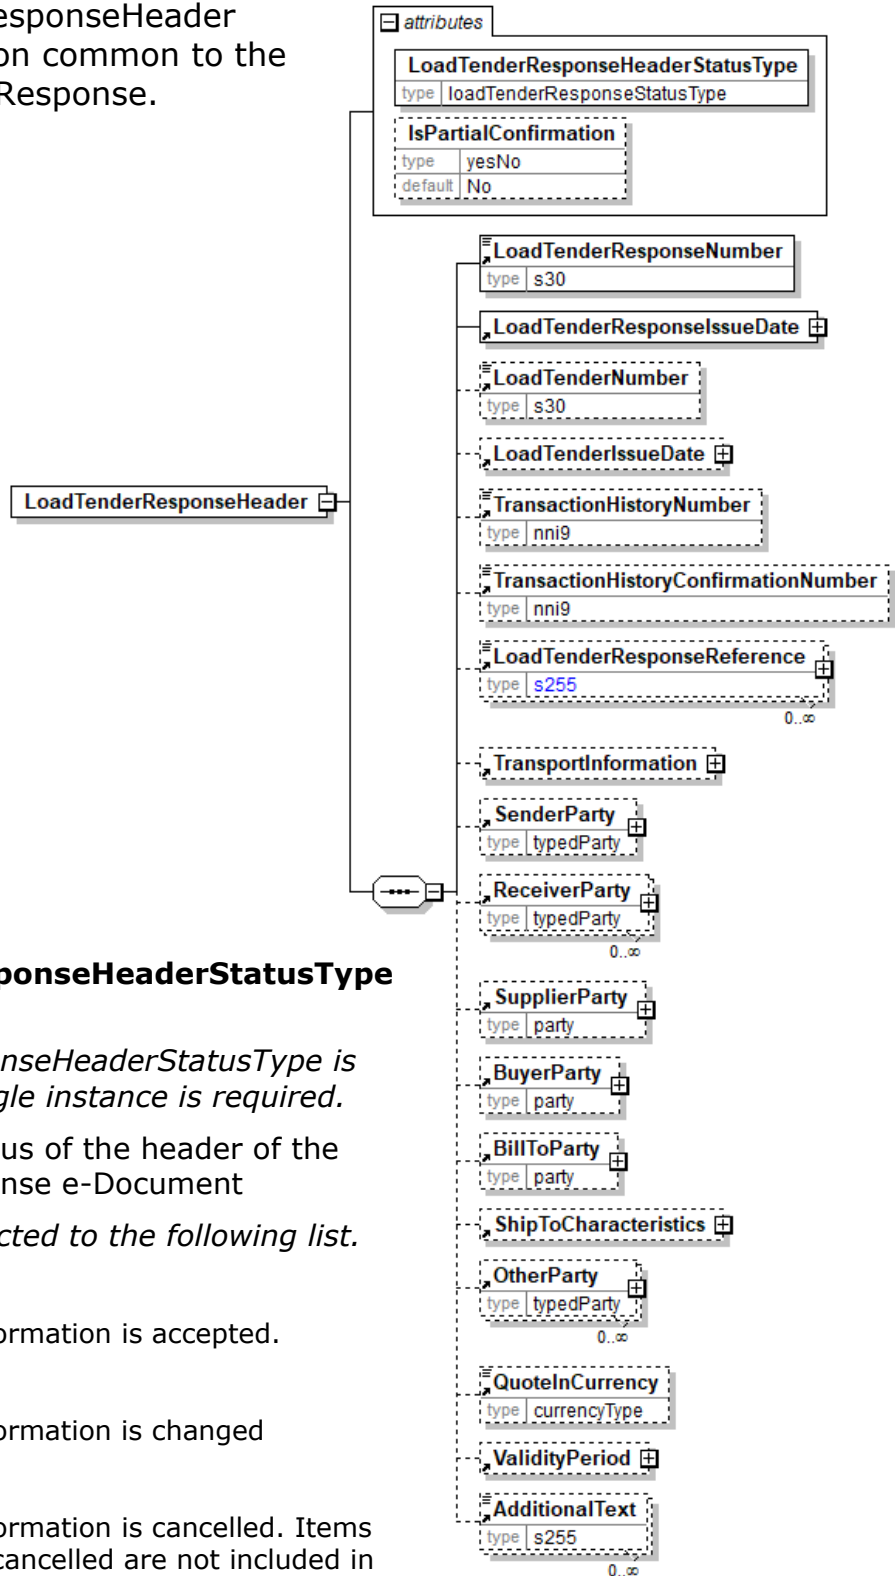 esponseHeader
on common to the
Response.
attributes
LoadTenderResponseHeaderStatusType
type loadTenderResponseStatusType
IsPartialConfirmation
type yesNo
default No
LoadTenderResponseNumber
type s30
LoadTenderResponseIssueDate
LoadTenderNumber
type s30
LoadTenderIssueDate
LoadTenderResponseHeader
TransactionHistoryNumber
type nni9
TransactionHistoryConfirmationNumber
type nni9
LoadTenderResponseReference
type s255
0..∞
TransportInformation
SenderParty
type typedParty
ReceiverParty
type typedParty
0..∞
ponseHeaderStatusType
SupplierParty
type party
nseHeaderStatusType is
gle instance is required.
BuyerParty
type party
us of the header of the
nse e-Document
BillToParty
type party
cted to the following list.
ShipToCharacteristics
OtherParty
type typedParty
0..∞
ormation is accepted.
QuoteInCurrency
type currencyType
ormation is changed
ValidityPeriod
AdditionalText
type s255
0..∞
ormation is cancelled. Items
cancelled are not included in